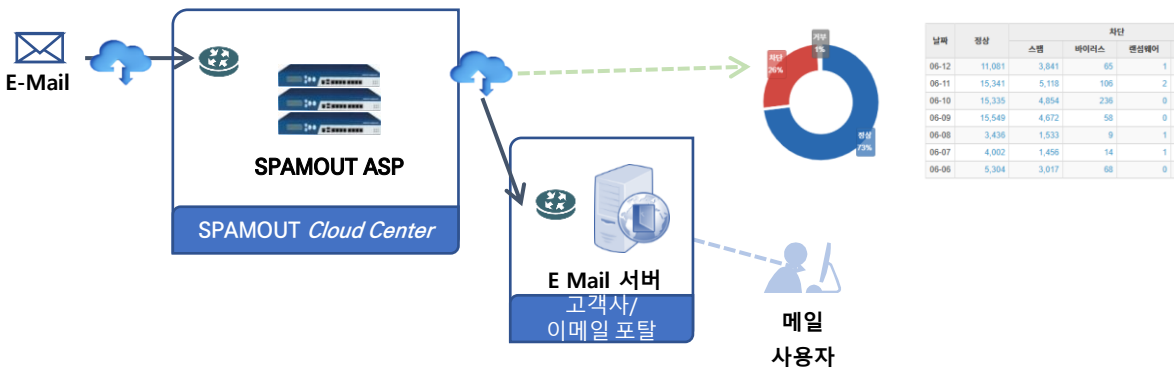 E-Mail
SPAMOUT ASP
SPAMOUT Cloud Center
E Mail 서버
고객사/
이메일 포탈
메일
사용자
거부
1%
차단
26%
정상
73%
날짜 정상 차단
스팸 바이러스 랜섬웨어
06-12 11,081 3,841 65 1
06-11 15,341 5,118 106 2
06-10 15,335 4,854 236 0
06-09 15,549 4,672 58 0
06-08 3,436 1,533 9 1
06-07 4,002 1,456 14 1
06-06 5,304 3,017 68 0